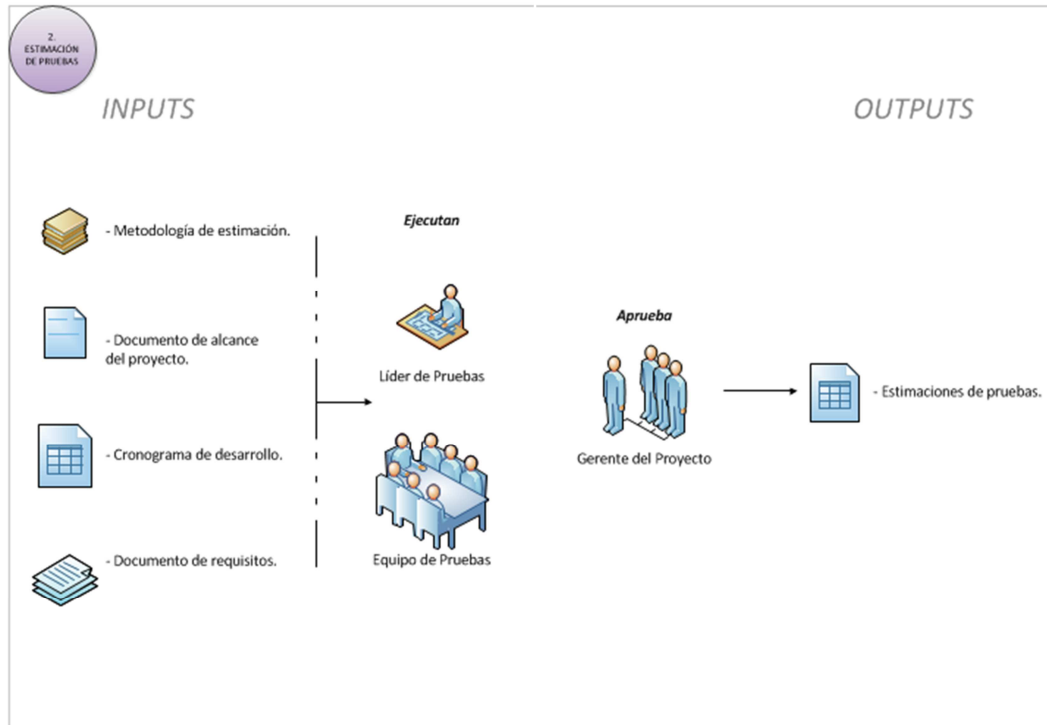 2.
ESTIMACIÓN
DE PRUEBAS
INPUTS
OUTPUTS
- Metodología de estimación.
- Documento de alcance
del proyecto.
- Cronograma de desarrollo.
- Documento de requisitos.
Ejecutan
Líder de Pruebas
Equipo de Pruebas
Aprueba
Gerente del Proyecto
- Estimaciones de pruebas.